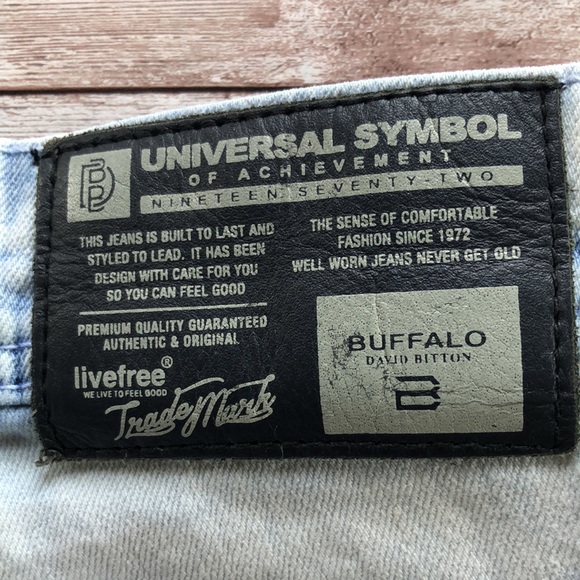 UNIVERSAL SYMBOL
OF ACHIEVEMENT
NINETEEN SEVENTY-TWO
THIS JEANS IS BUILT TO LAST AND
STYLED TO LEAD. IT HAS BEEN
DESIGN WITH CARE FOR YOU
SO YOU CAN FEEL GOOD
PREMIUM QUALITY GUARANTEED
AUTHENTIC & ORIGINAL
livefree®
WE LIVE TO FEEL GOOD
TradeMark
THE SENSE OF COMFORTABLE
FASHION SINCE 1972
WELL WORN JEANS NEVER GET OLD
BUFFALO
DAVID BITTON